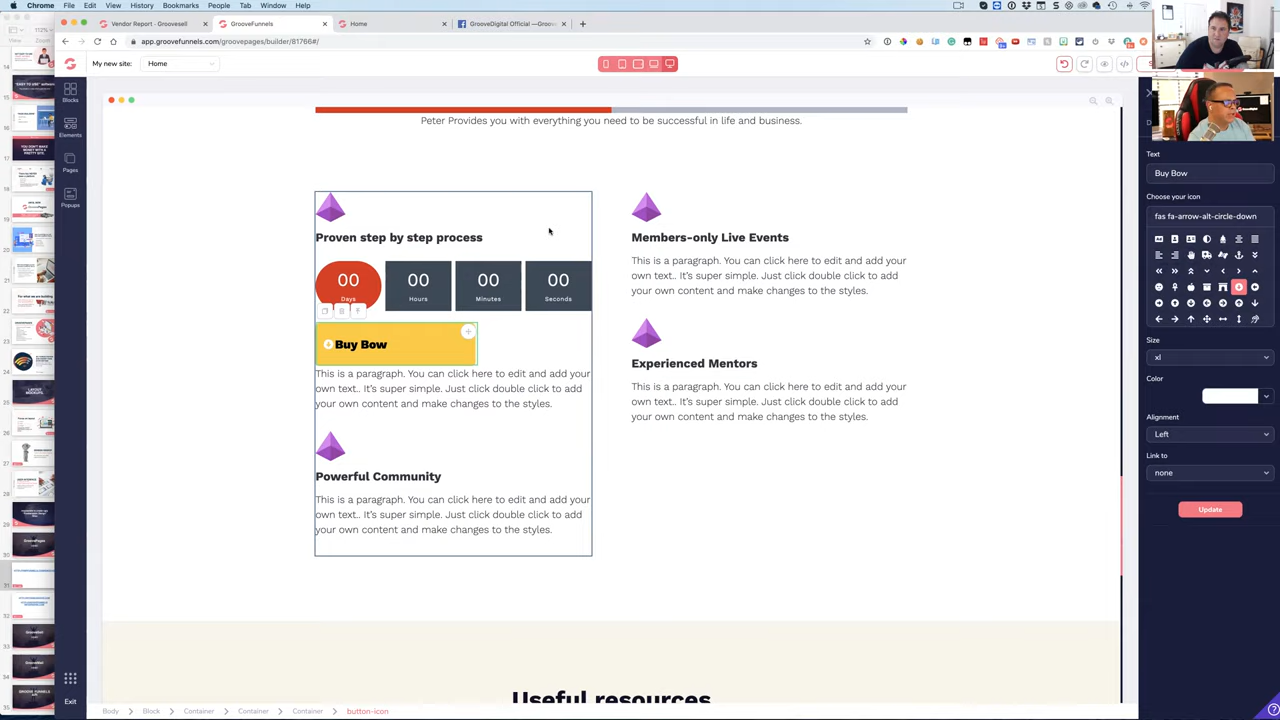 Chrome File Edit View History Bookmarks People Tab Window Help
Vendor Report - Groovesell
GrooveFunnels
Home
GrooveDigital Official —Groov
app.groovefunnels.com/groovepages/builder/81766#/
112%
View Zoom
My new site: Home
Blocks
Elements
Pages
Popups
Exit
Peter Provides you with everything you need to be successful in life and business.
Proven step by step process
00 00 00 00
Days Hours Minutes Seconds
Buy Bow
This is a paragraph. You can click here to edit and add your
own text.. It's super simple. Just click double click to add
your own content and make changes to the styles.
Powerful Community
This is a paragraph. You can click here to edit and add your
own text.. It's super simple. Just click double click to add
your own content and make changes to the styles.
Members-only Live Events
This is a paragraph. You can click here to edit and add your
own text.. It's super simple. Just click double click to add
your own content and make changes to the styles.
Experienced Mentors
This is a paragraph. You can click here to edit and add your
own text.. It's super simple. Just click double click to add
your own content and make changes to the styles.
Useful resources
Text
Buy Bow
Choose your icon
fas fa-arrow-alt-circle-down
Size
xl
Color
Alignment
Left
Link to
none
Update
Body Block Container Container Container button-icon